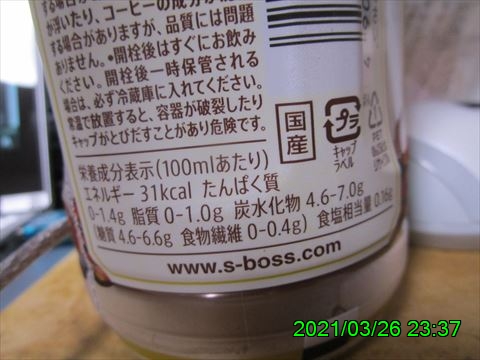 が浮いたり、コーヒーの成分が
する場合がありますが、品質には問題
ありません。•開栓後はすぐにお飲み
ください。開栓後一時保管される
場合は、必ず冷蔵庫に入れてください。
常温で放置すると、容器が破裂したり
キャップがとびだすことがあり危険です。
国産
プラ
キャップ
ラベル
PET
栄養成分表示(100mlあたり)
エネルギー 31kcal たんぱく質
0-1.4g 脂質 0-1.0g 炭水化物 4.6-7.0g
(糖質 4.6-6.6g 食物繊維 0-0.4g) 食塩相当量 0.16g
www.s-boss.com
2021/03/26 23:37